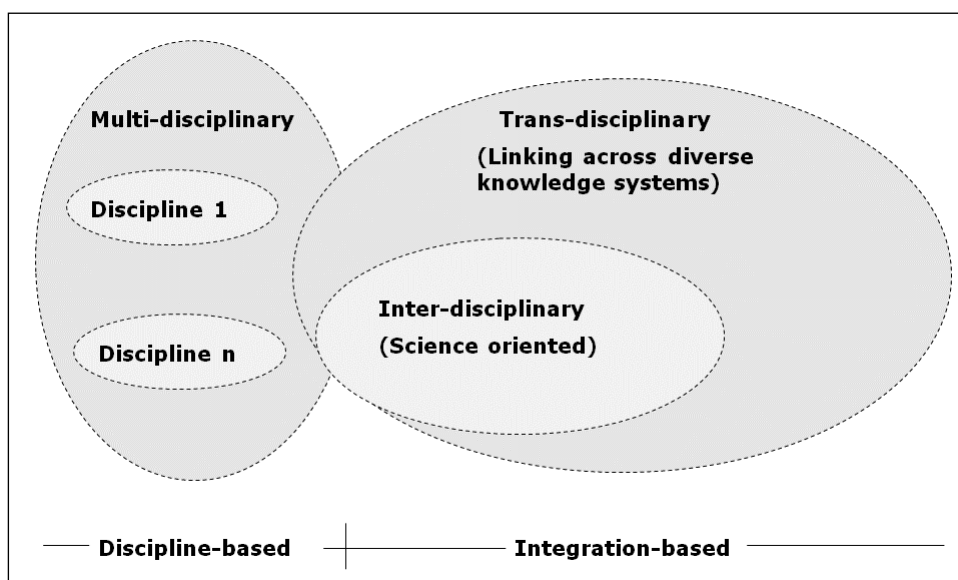 Multi-disciplinary
Discipline 1
Discipline n
Trans-disciplinary
(Linking across diverse
knowledge systems)
Inter-disciplinary
(Science oriented)
Discipline-based
Integration-based